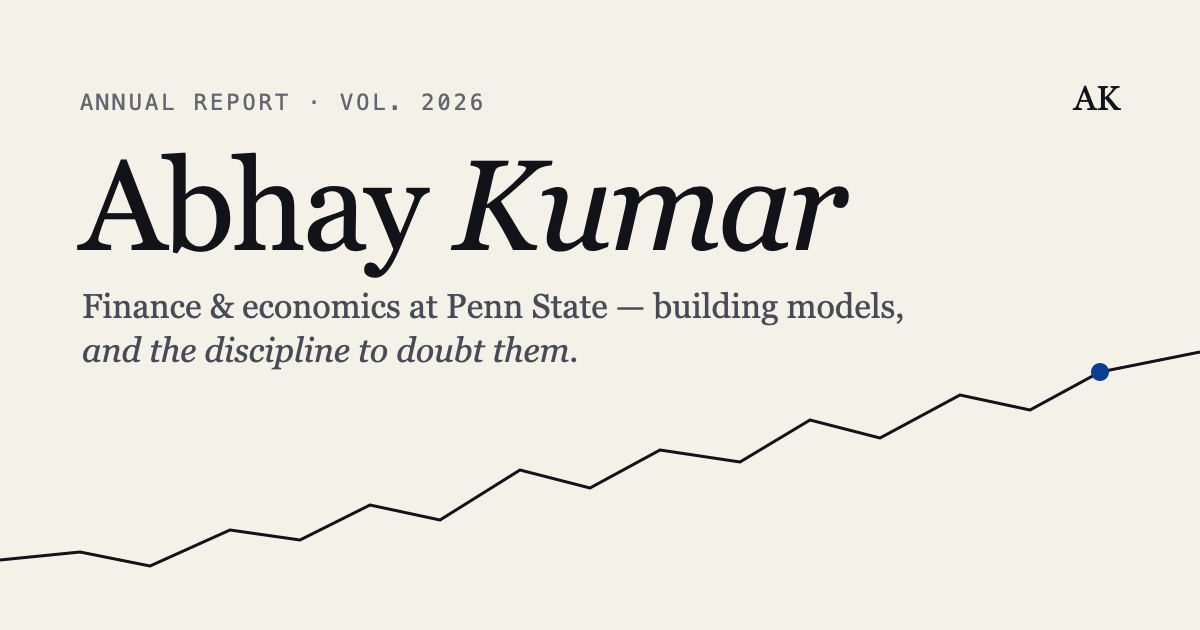 ANNUAL REPORT · VOL. 2026
AK
Abhay Kumar
Finance & economics at Penn State — building models,
and the discipline to doubt them.